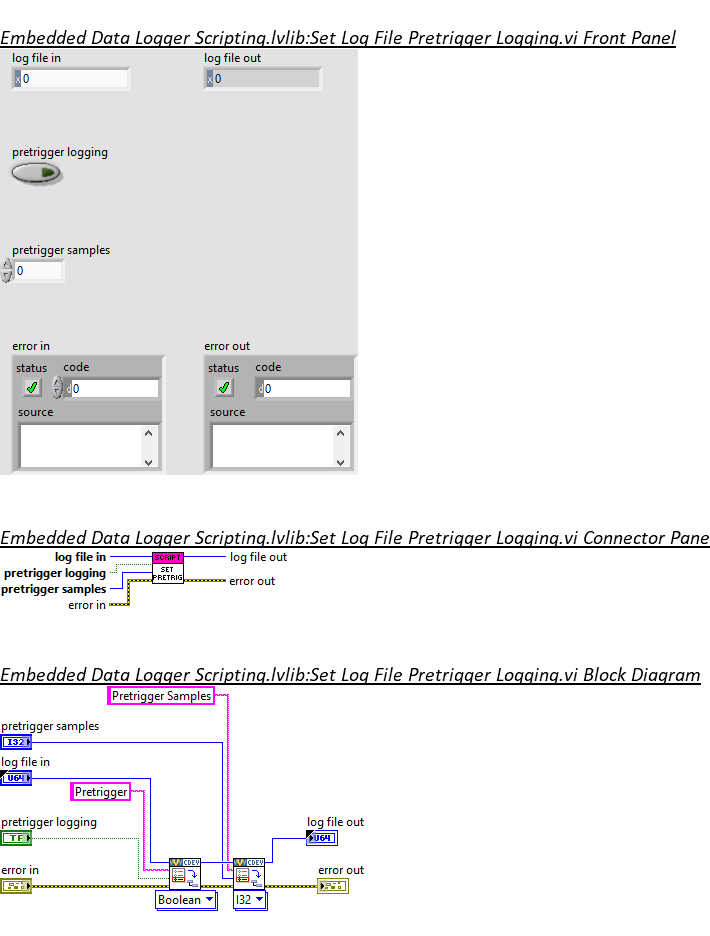 Embedded Data Logger Scripting.lvlib:Set Log File Pretrigger Logging.vi Front Panel
log file in
log file out
x 0
x 0
pretrigger logging
pretrigger samples
0
error in
error out
status
code
status
code
d 0
d 0
source
source
Embedded Data Logger Scripting.lvlib:Set Log File Pretrigger Logging.vi Connector Pane
log file in
log file out
pretrigger logging
pretrigger samples
error in
error out
SCRIPT
SET
PRETRIG
Embedded Data Logger Scripting.lvlib:Set Log File Pretrigger Logging.vi Block Diagram
Pretrigger Samples
pretrigger samples
I32
log file in
U64
Pretrigger
pretrigger logging
TF
log file out
U64
error in
error out
CDEV
CDEV
Boolean
I32